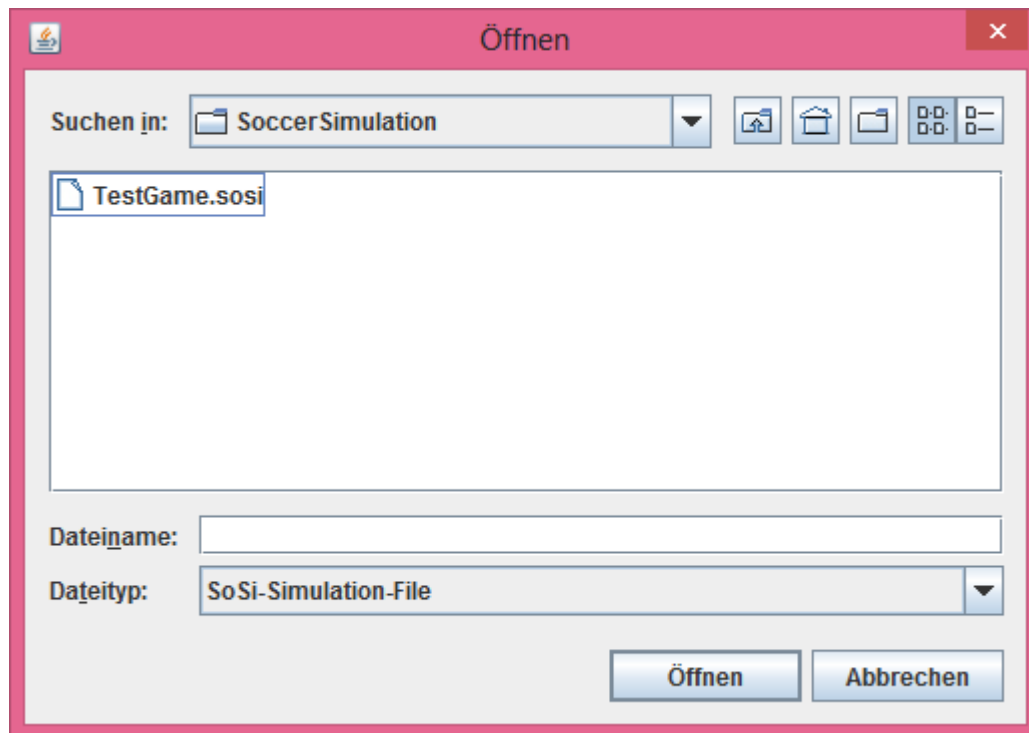 Öffnen
Suchen in: SoccerSimulation
TestGame.sosi
Dateiname:
Dateityp: SoSi-Simulation-File
Öffnen Abbrechen